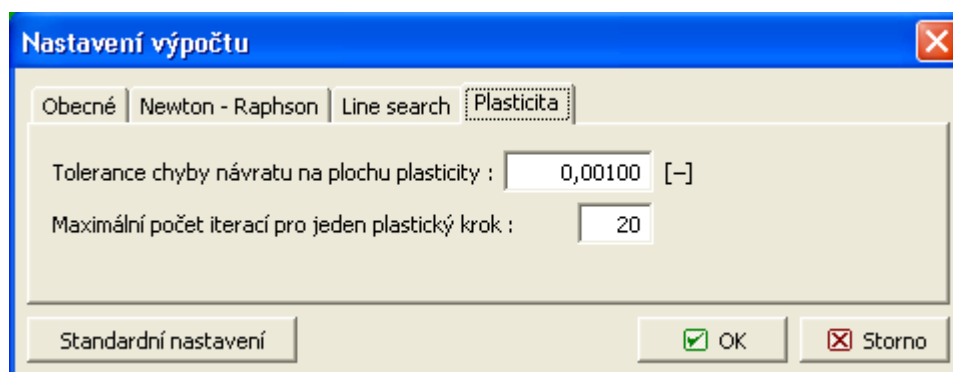 Nastavení výpočtu
Obecné Newton - Raphson Line search Plasticita
Tolerance chyby návratu na plochu plasticity : 0,00100 [–]
Maximální počet iterací pro jeden plastický krok : 20
Standardní nastavení OK Storno